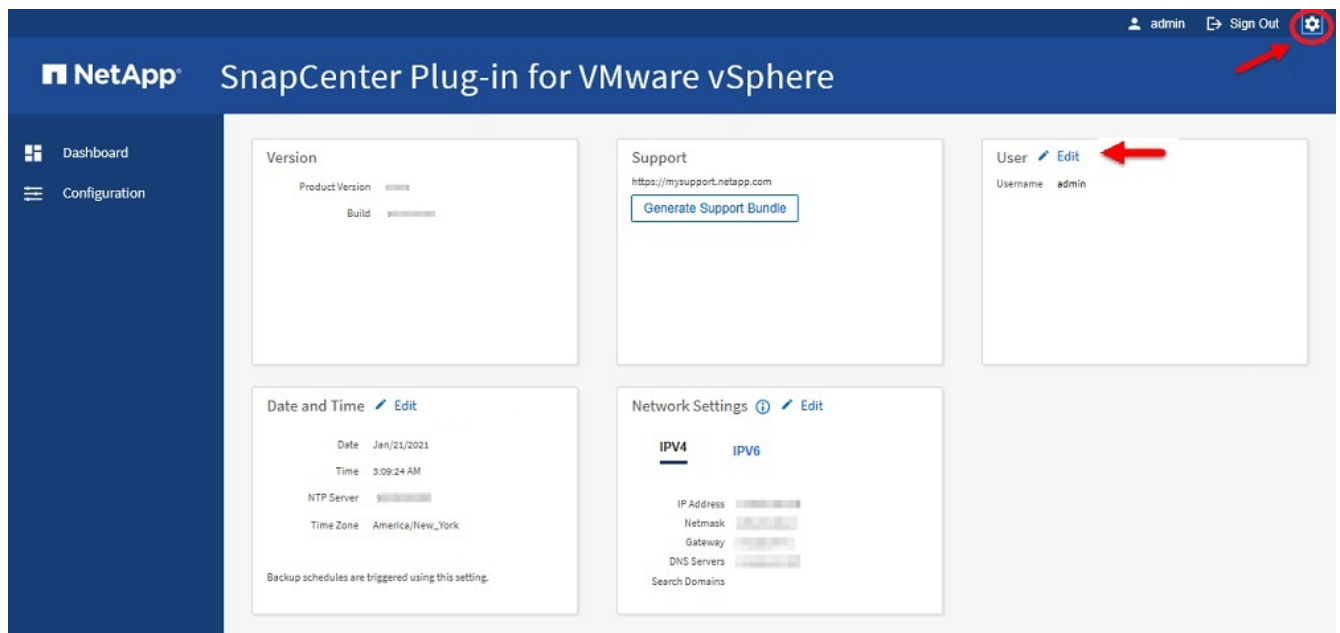 admin Sign Out
NetApp SnapCenter Plug-in for VMware vSphere
Dashboard
Configuration
Version
Product Version
Build
Support
https://mysupport.netapp.com
Generate Support Bundle
User Edit
Username admin
Date and Time Edit
Date Jan/21/2021
Time 3:09:24 AM
NTP Server
Time Zone America/New_York
Backup schedules are triggered using this setting.
Network Settings Edit
IPV4 IPV6
IP Address
Netmask
Gateway
DNS Servers
Search Domains